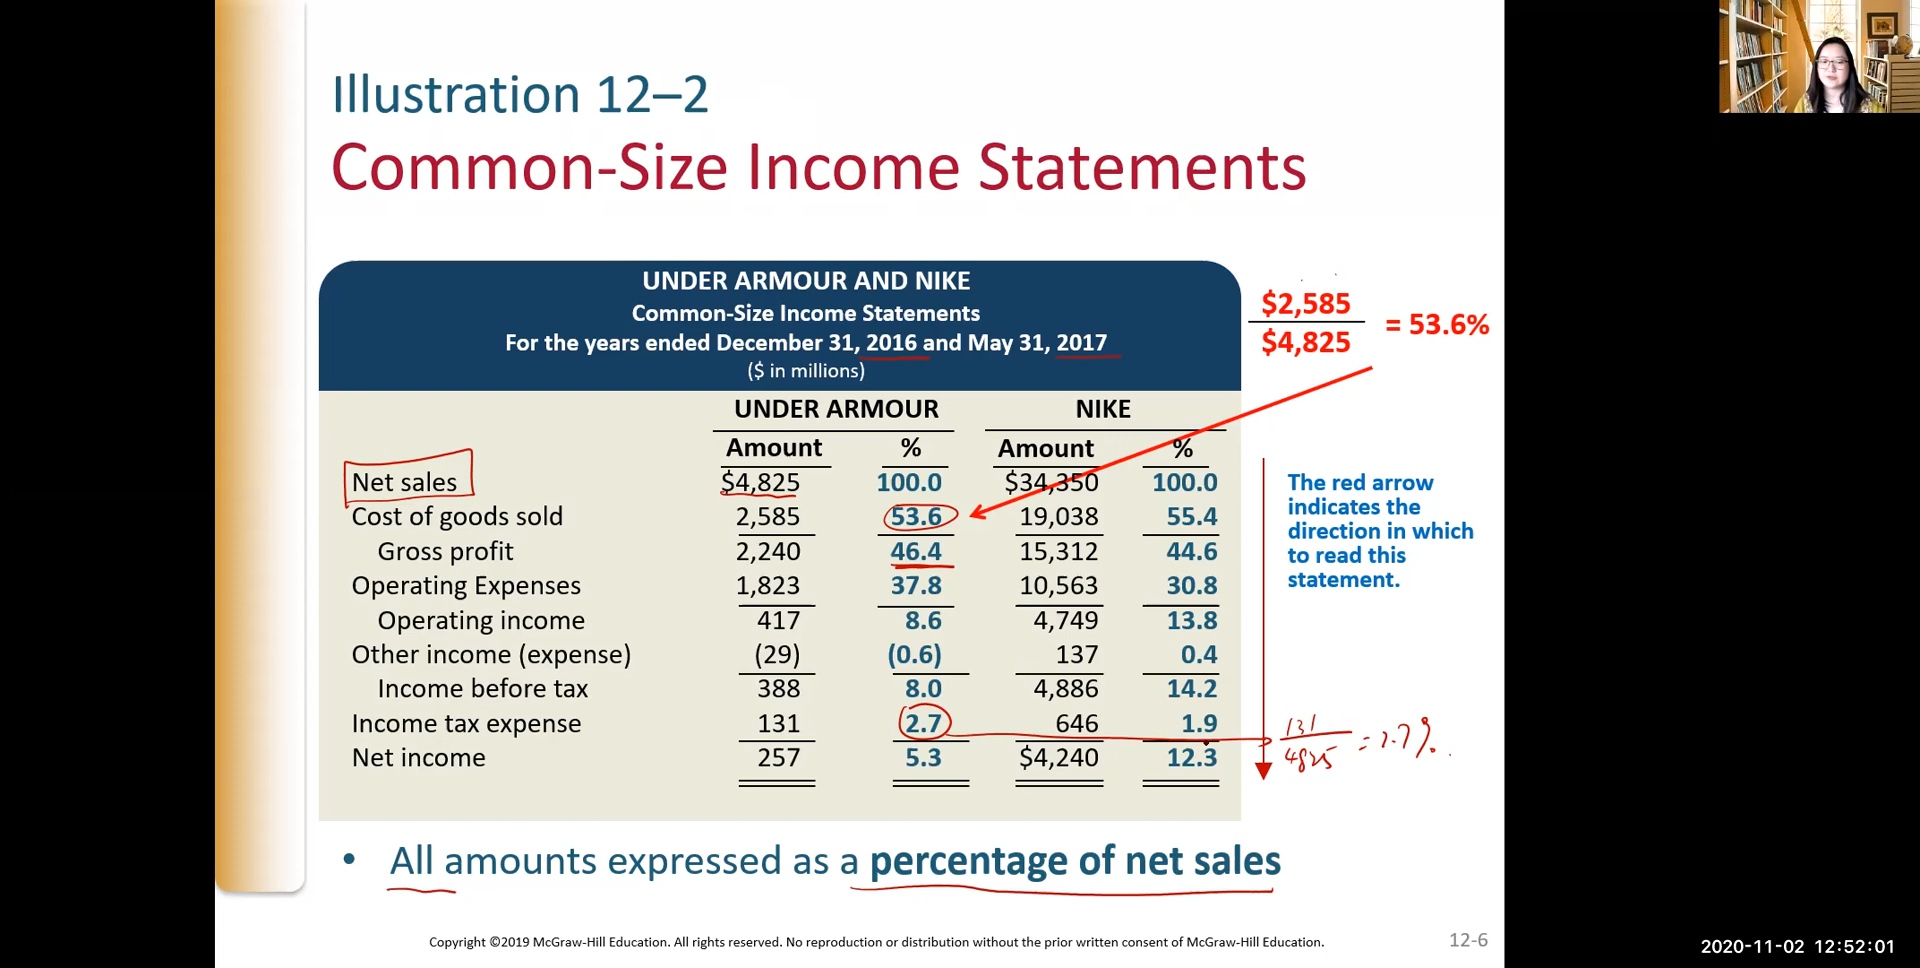 Illustration 12–2
Common-Size Income Statements
UNDER ARMOUR AND NIKE
Common-Size Income Statements
For the years ended December 31, 2016 and May 31, 2017
($ in millions)
UNDER ARMOUR NIKE
Amount % Amount %
Net sales $4,825 100.0 $34,350 100.0
Cost of goods sold 2,585 53.6 19,038 55.4
Gross profit 2,240 46.4 15,312 44.6
Operating Expenses 1,823 37.8 10,563 30.8
Operating income 417 8.6 4,749 13.8
Other income (expense) (29) (0.6) 137 0.4
Income before tax 388 8.0 4,886 14.2
Income tax expense 131 2.7 646 1.9
Net income 257 5.3 $4,240 12.3
$2,585
$4,825
= 53.6%
The red arrow
indicates the
direction in which
to read this
statement.
131
4825
= 2.7%.
• All amounts expressed as a percentage of net sales
Copyright ©2019 McGraw-Hill Education. All rights reserved. No reproduction or distribution without the prior written consent of McGraw-Hill Education.
12-6
2020-11-02 12:52:01